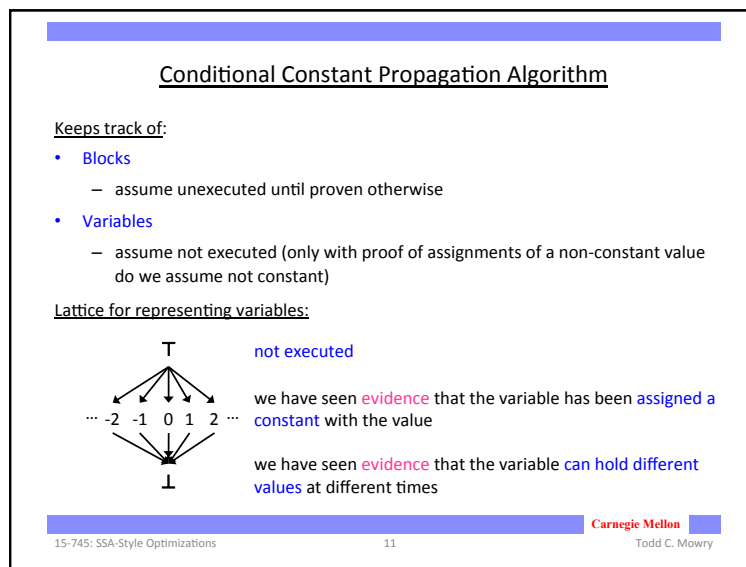 Conditional Constant Propagation Algorithm
Keeps track of:
• Blocks
– assume unexecuted until proven otherwise
• Variables
– assume not executed (only with proof of assignments of a non-constant value
do we assume not constant)
Lattice for representing variables:
⊤ not executed
we have seen evidence that the variable has been assigned a
··· -2 -1 0 1 2 ··· constant with the value
we have seen evidence that the variable can hold different
⊥ values at different times
Carnegie Mellon
15-745: SSA-Style Optimizations 11 Todd C. Mowry